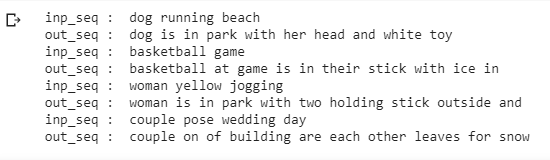 inp_seq : dog running beach
out_seq : dog is in park with her head and white toy
inp_seq : basketball game
out_seq : basketball at game is in their stick with ice in
inp_seq : woman yellow jogging
out_seq : woman is in park with two holding stick outside and
inp_seq : couple pose wedding day
out_seq : couple on of building are each other leaves for snow